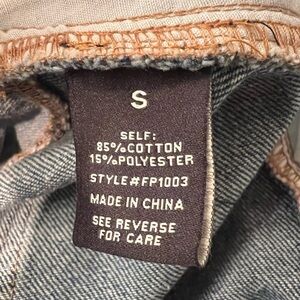 S
SELF:
85%COTTON
15%POLYESTER
STYLE#FP1003
MADE IN CHINA
SEE REVERSE
FOR CARE